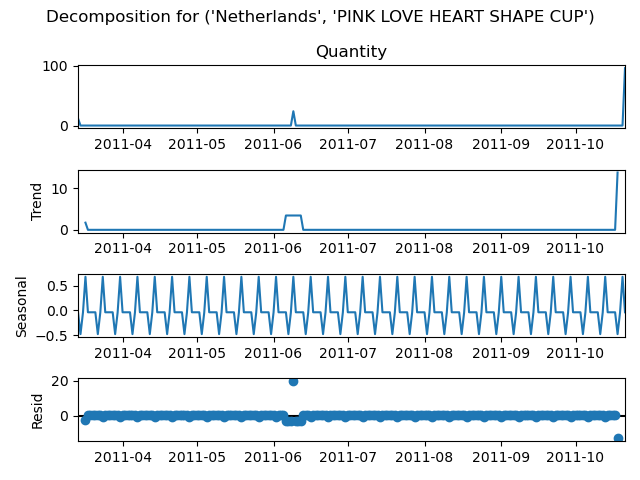 Decomposition for ('Netherlands', 'PINK LOVE HEART SHAPE CUP')
Quantity
100
0
2011-04 2011-05 2011-06 2011-07 2011-08 2011-09 2011-10
Trend
10
0
2011-04 2011-05 2011-06 2011-07 2011-08 2011-09 2011-10
Seasonal
0.5
0.0
−0.5
2011-04 2011-05 2011-06 2011-07 2011-08 2011-09 2011-10
Resid
20
0
2011-04 2011-05 2011-06 2011-07 2011-08 2011-09 2011-10